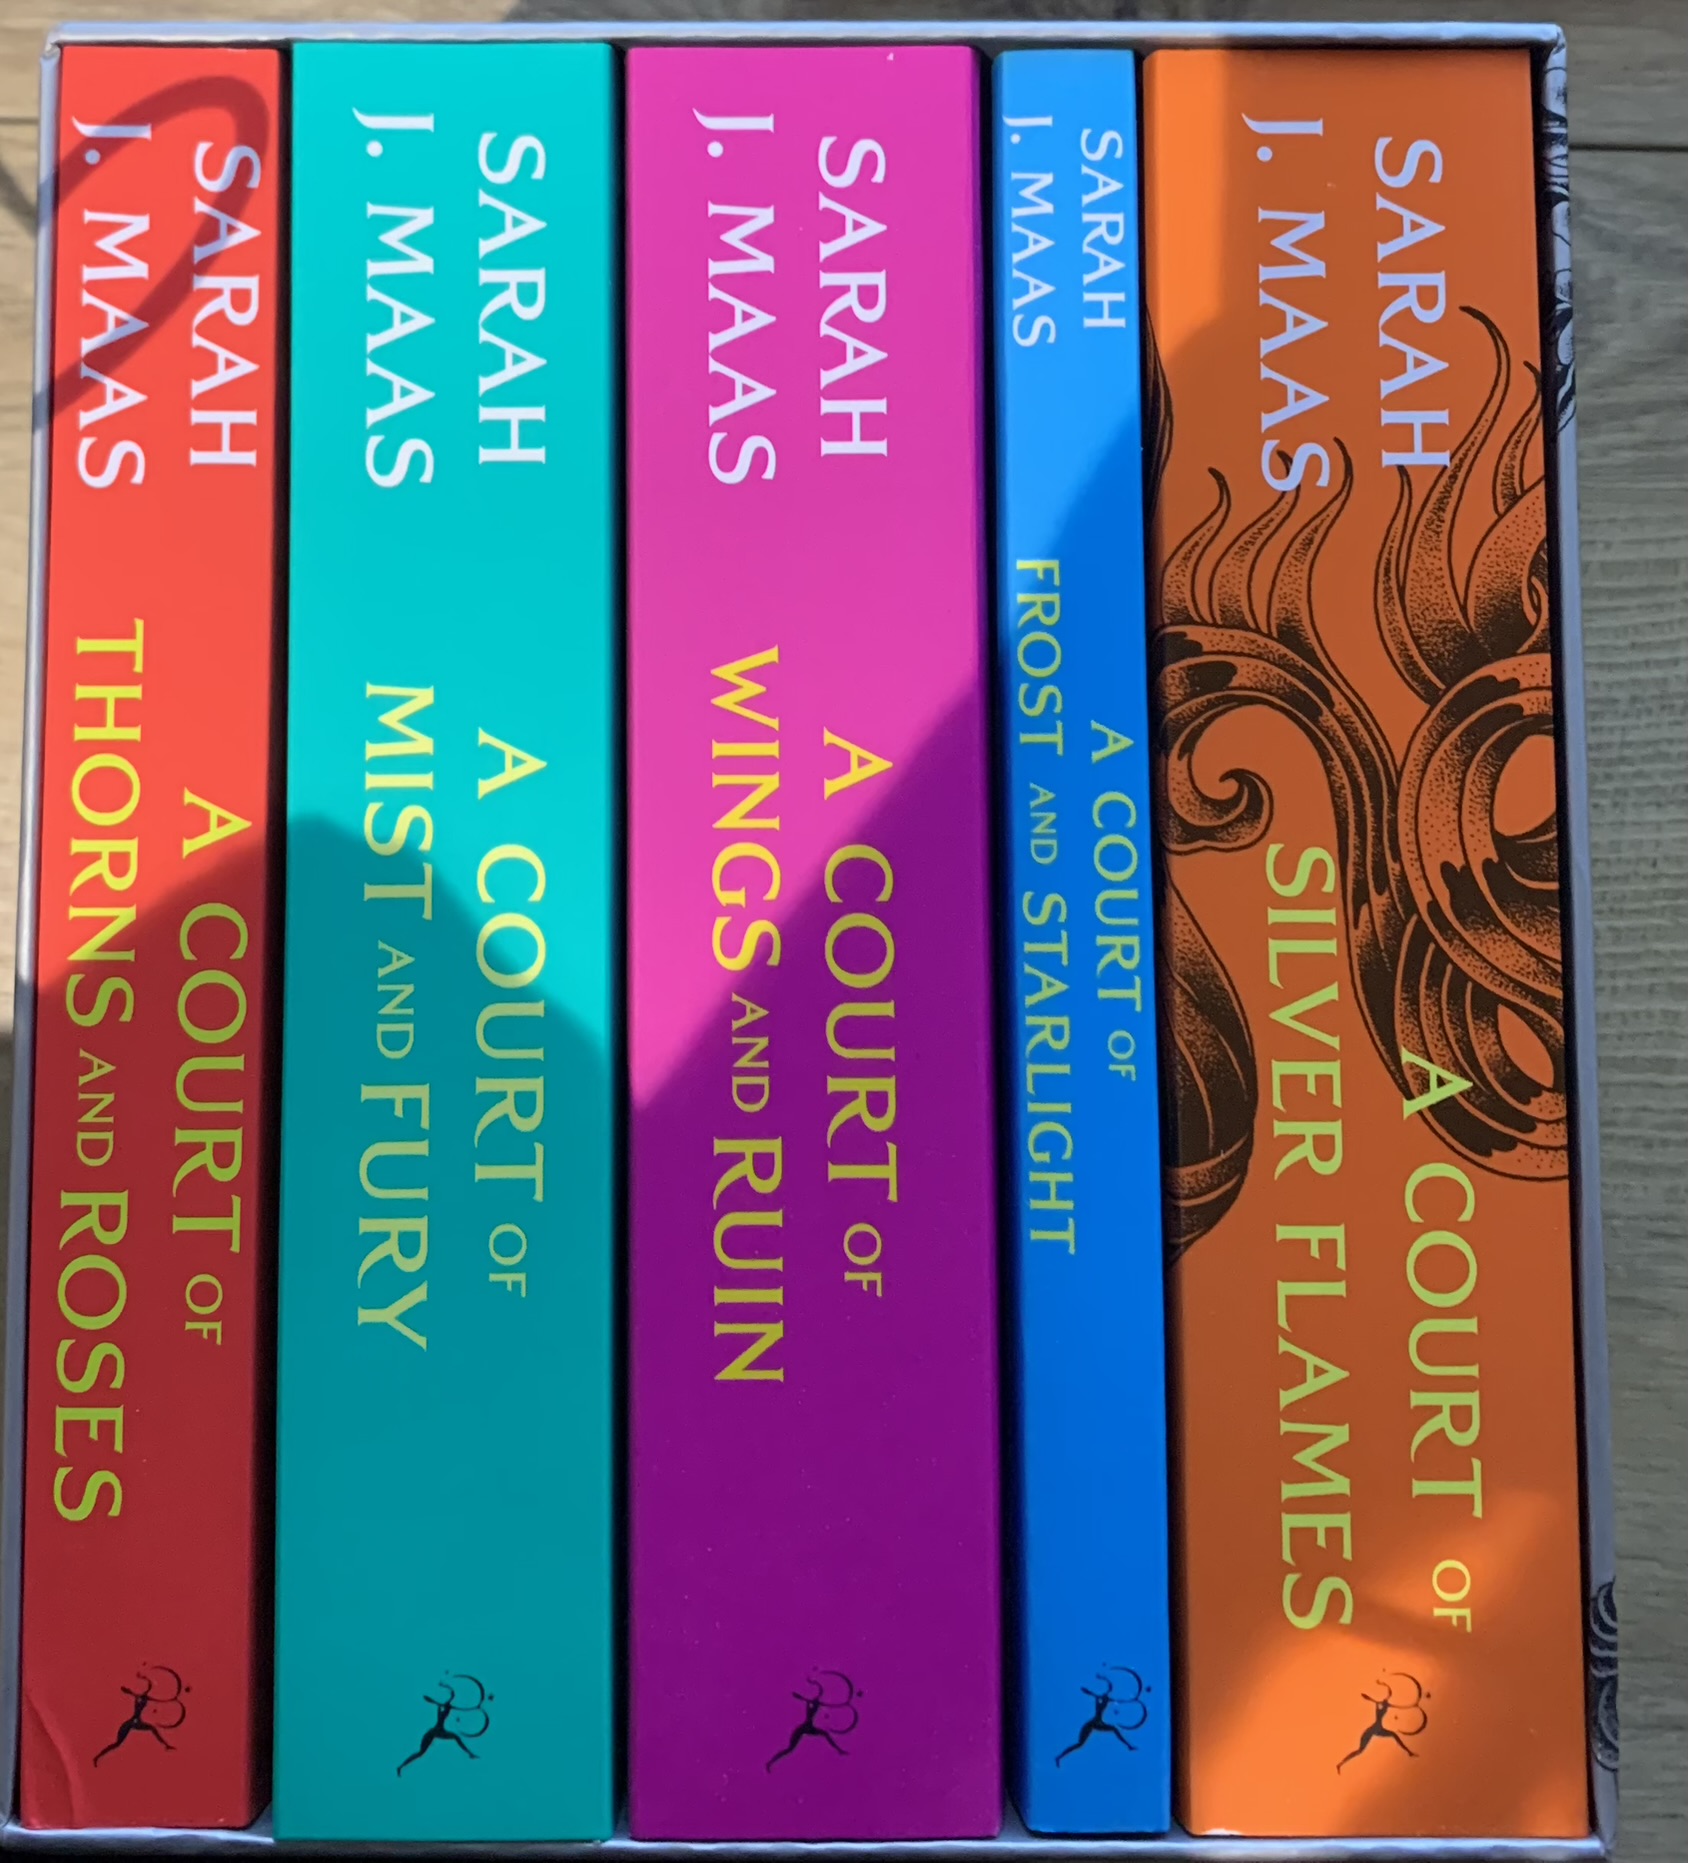 SARAH
J. MAAS
A COURT OF
THORNS AND ROSES
SARAH
J. MAAS
A COURT OF
MIST AND FURY
SARAH
J. MAAS
A COURT OF
WINGS AND RUIN
SARAH
J. MAAS
A COURT OF
FROST AND STARLIGHT
SARAH
J. MAAS
A COURT OF
SILVER FLAMES